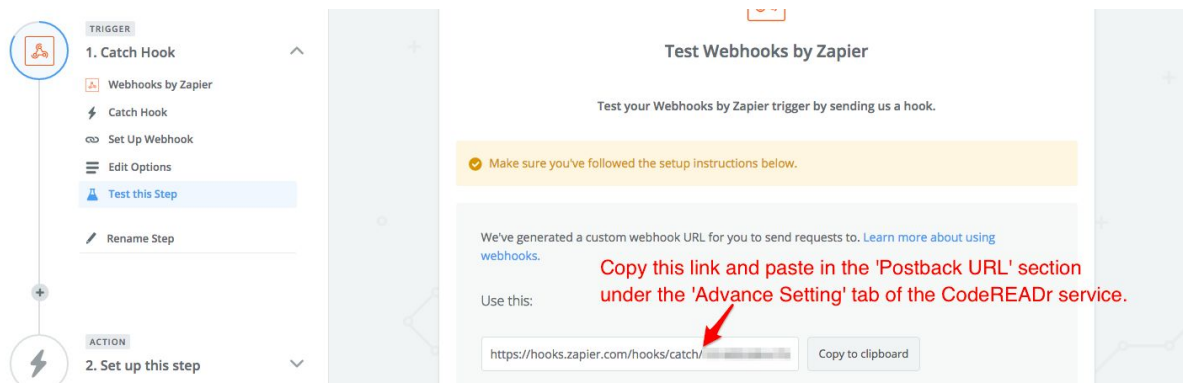 TRIGGER
1. Catch Hook
Webhooks by Zapier
Catch Hook
Set Up Webhook
Edit Options
Test this Step
Rename Step
ACTION
2. Set up this step
Test Webhooks by Zapier
Test your Webhooks by Zapier trigger by sending us a hook.
Make sure you've followed the setup instructions below.
We've generated a custom webhook URL for you to send requests to. Learn more about using
webhooks.
Copy this link and paste in the 'Postback URL' section
under the 'Advance Setting' tab of the CodeREADr service.
Use this:
https://hooks.zapier.com/hooks/catch/
Copy to clipboard